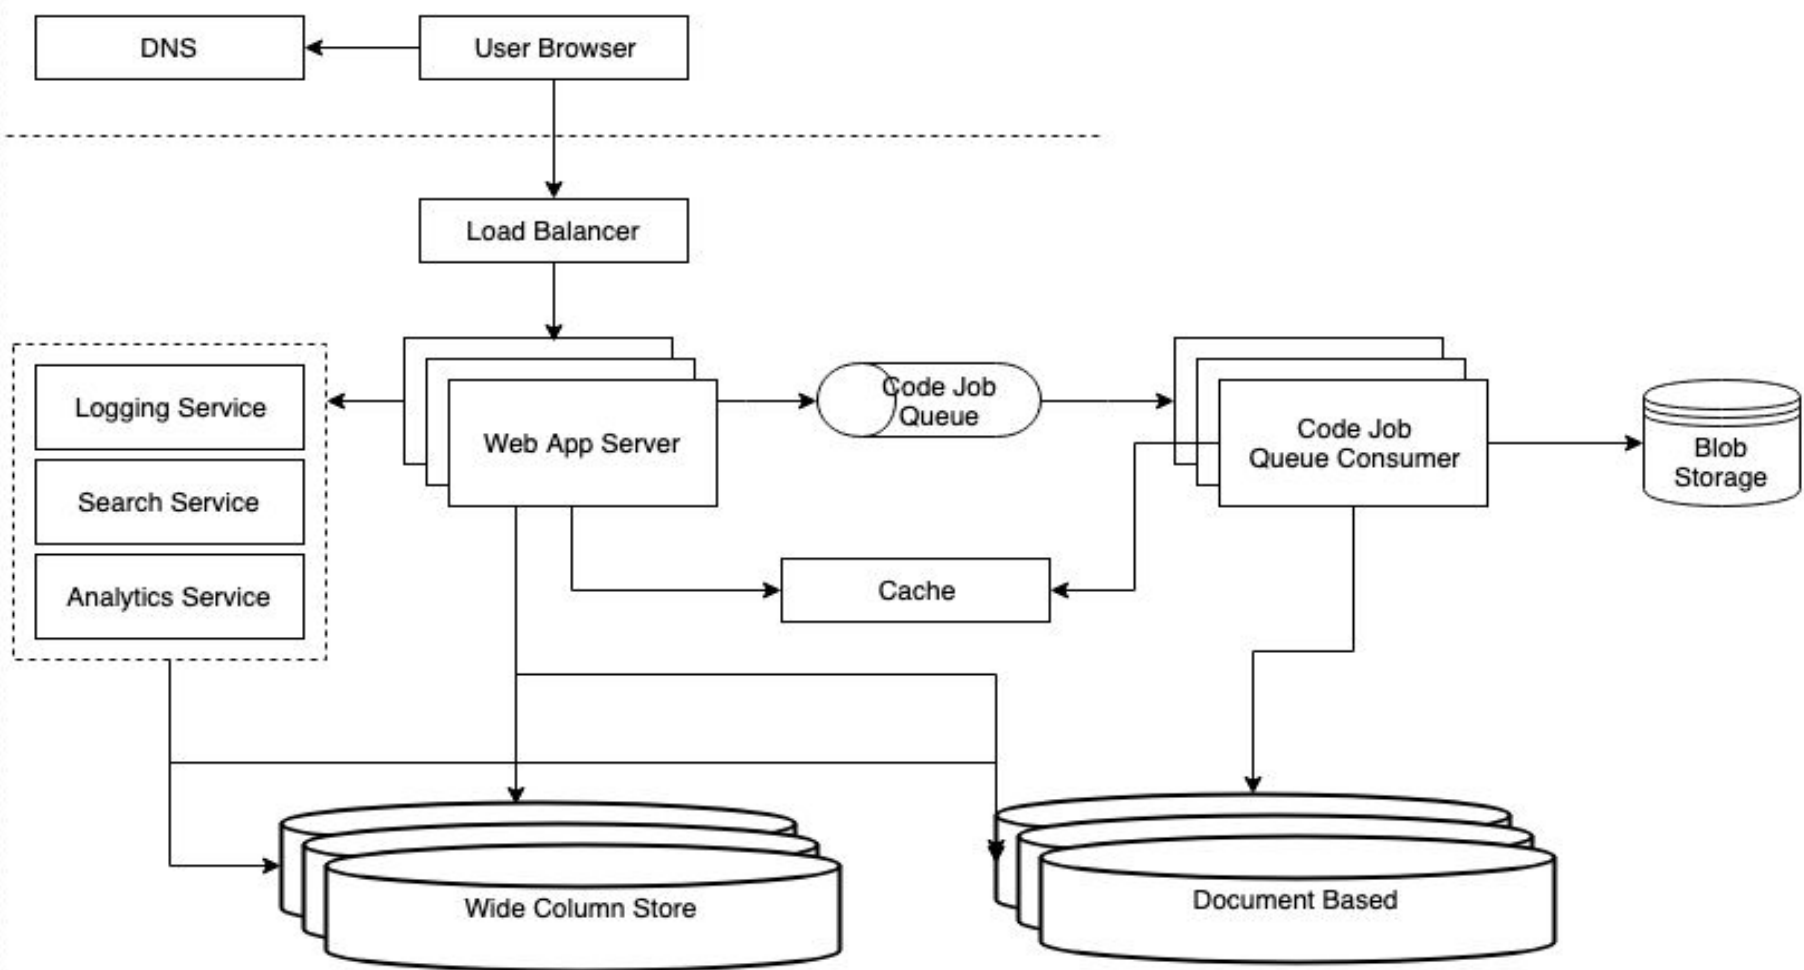 DNS
User Browser
Load Balancer
Logging Service
Search Service
Analytics Service
Web App Server
Code Job
Queue
Code Job
Queue Consumer
Blob
Storage
Cache
Wide Column Store
Document Based